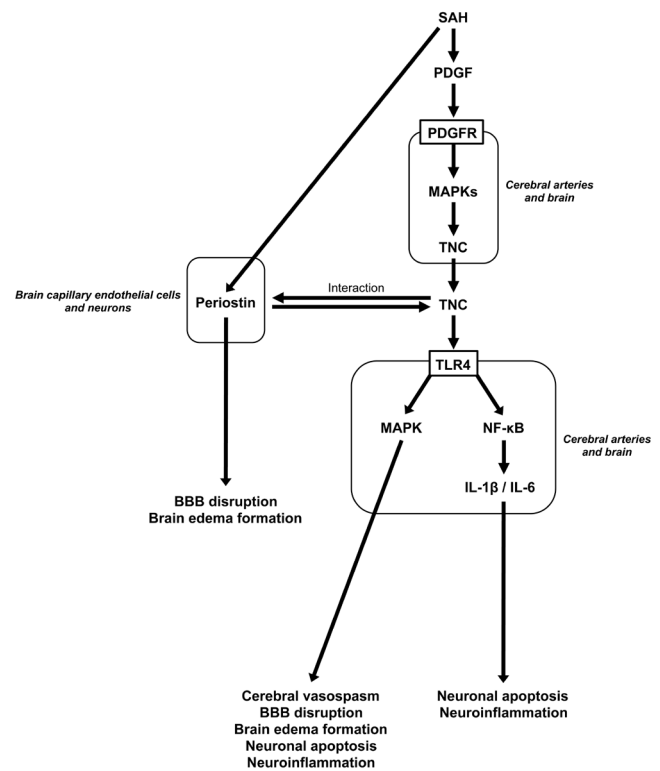 SAH
PDGF
PDGFR
MAPKs
Cerebral arteries
and brain
TNC
Brain capillary endothelial cells
and neurons
Periostin
Interaction
TNC
TLR4
MAPK
NF-κB
Cerebral arteries
and brain
IL-1β / IL-6
BBB disruption
Brain edema formation
Cerebral vasospasm
BBB disruption
Brain edema formation
Neuronal apoptosis
Neuroinflammation
Neuronal apoptosis
Neuroinflammation